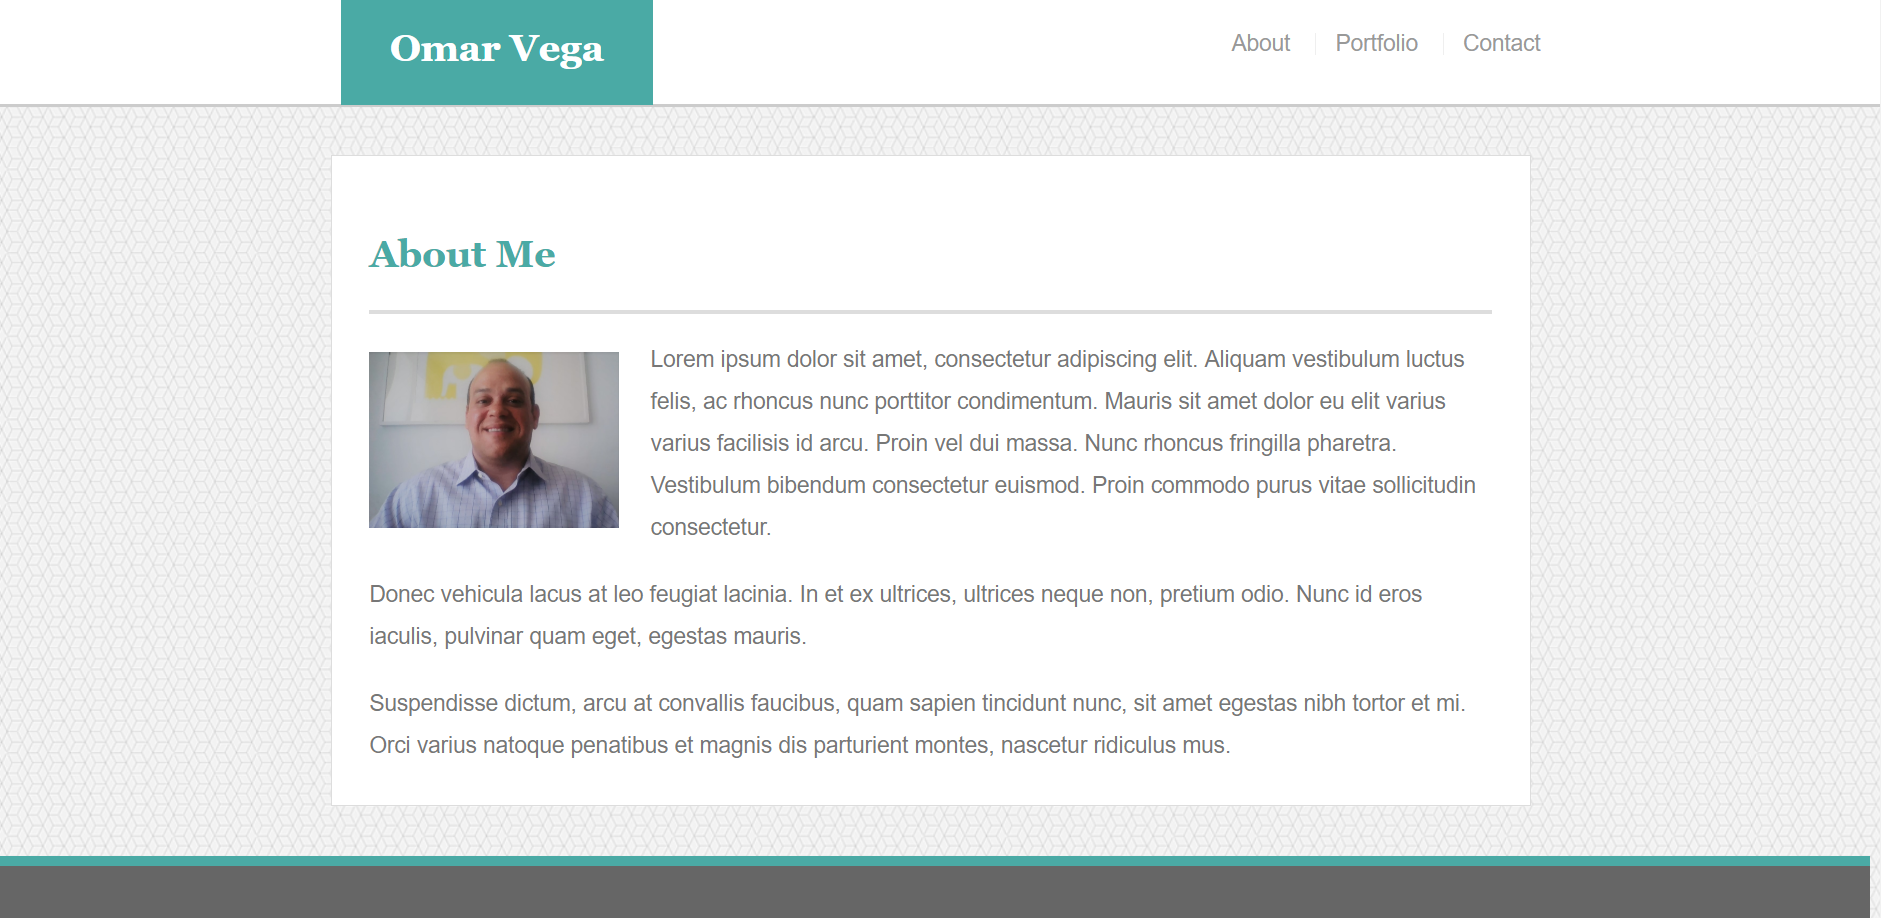 Omar Vega
About
Portfolio
Contact
About Me
Lorem ipsum dolor sit amet, consectetur adipiscing elit. Aliquam vestibulum luctus
felis, ac rhoncus nunc porttitor condimentum. Mauris sit amet dolor eu elit varius
varius facilisis id arcu. Proin vel dui massa. Nunc rhoncus fringilla pharetra.
Vestibulum bibendum consectetur euismod. Proin commodo purus vitae sollicitudin
consectetur.
Donec vehicula lacus at leo feugiat lacinia. In et ex ultrices, ultrices neque non, pretium odio. Nunc id eros
iaculis, pulvinar quam eget, egestas mauris.
Suspendisse dictum, arcu at convallis faucibus, quam sapien tincidunt nunc, sit amet egestas nibh tortor et mi.
Orci varius natoque penatibus et magnis dis parturient montes, nascetur ridiculus mus.